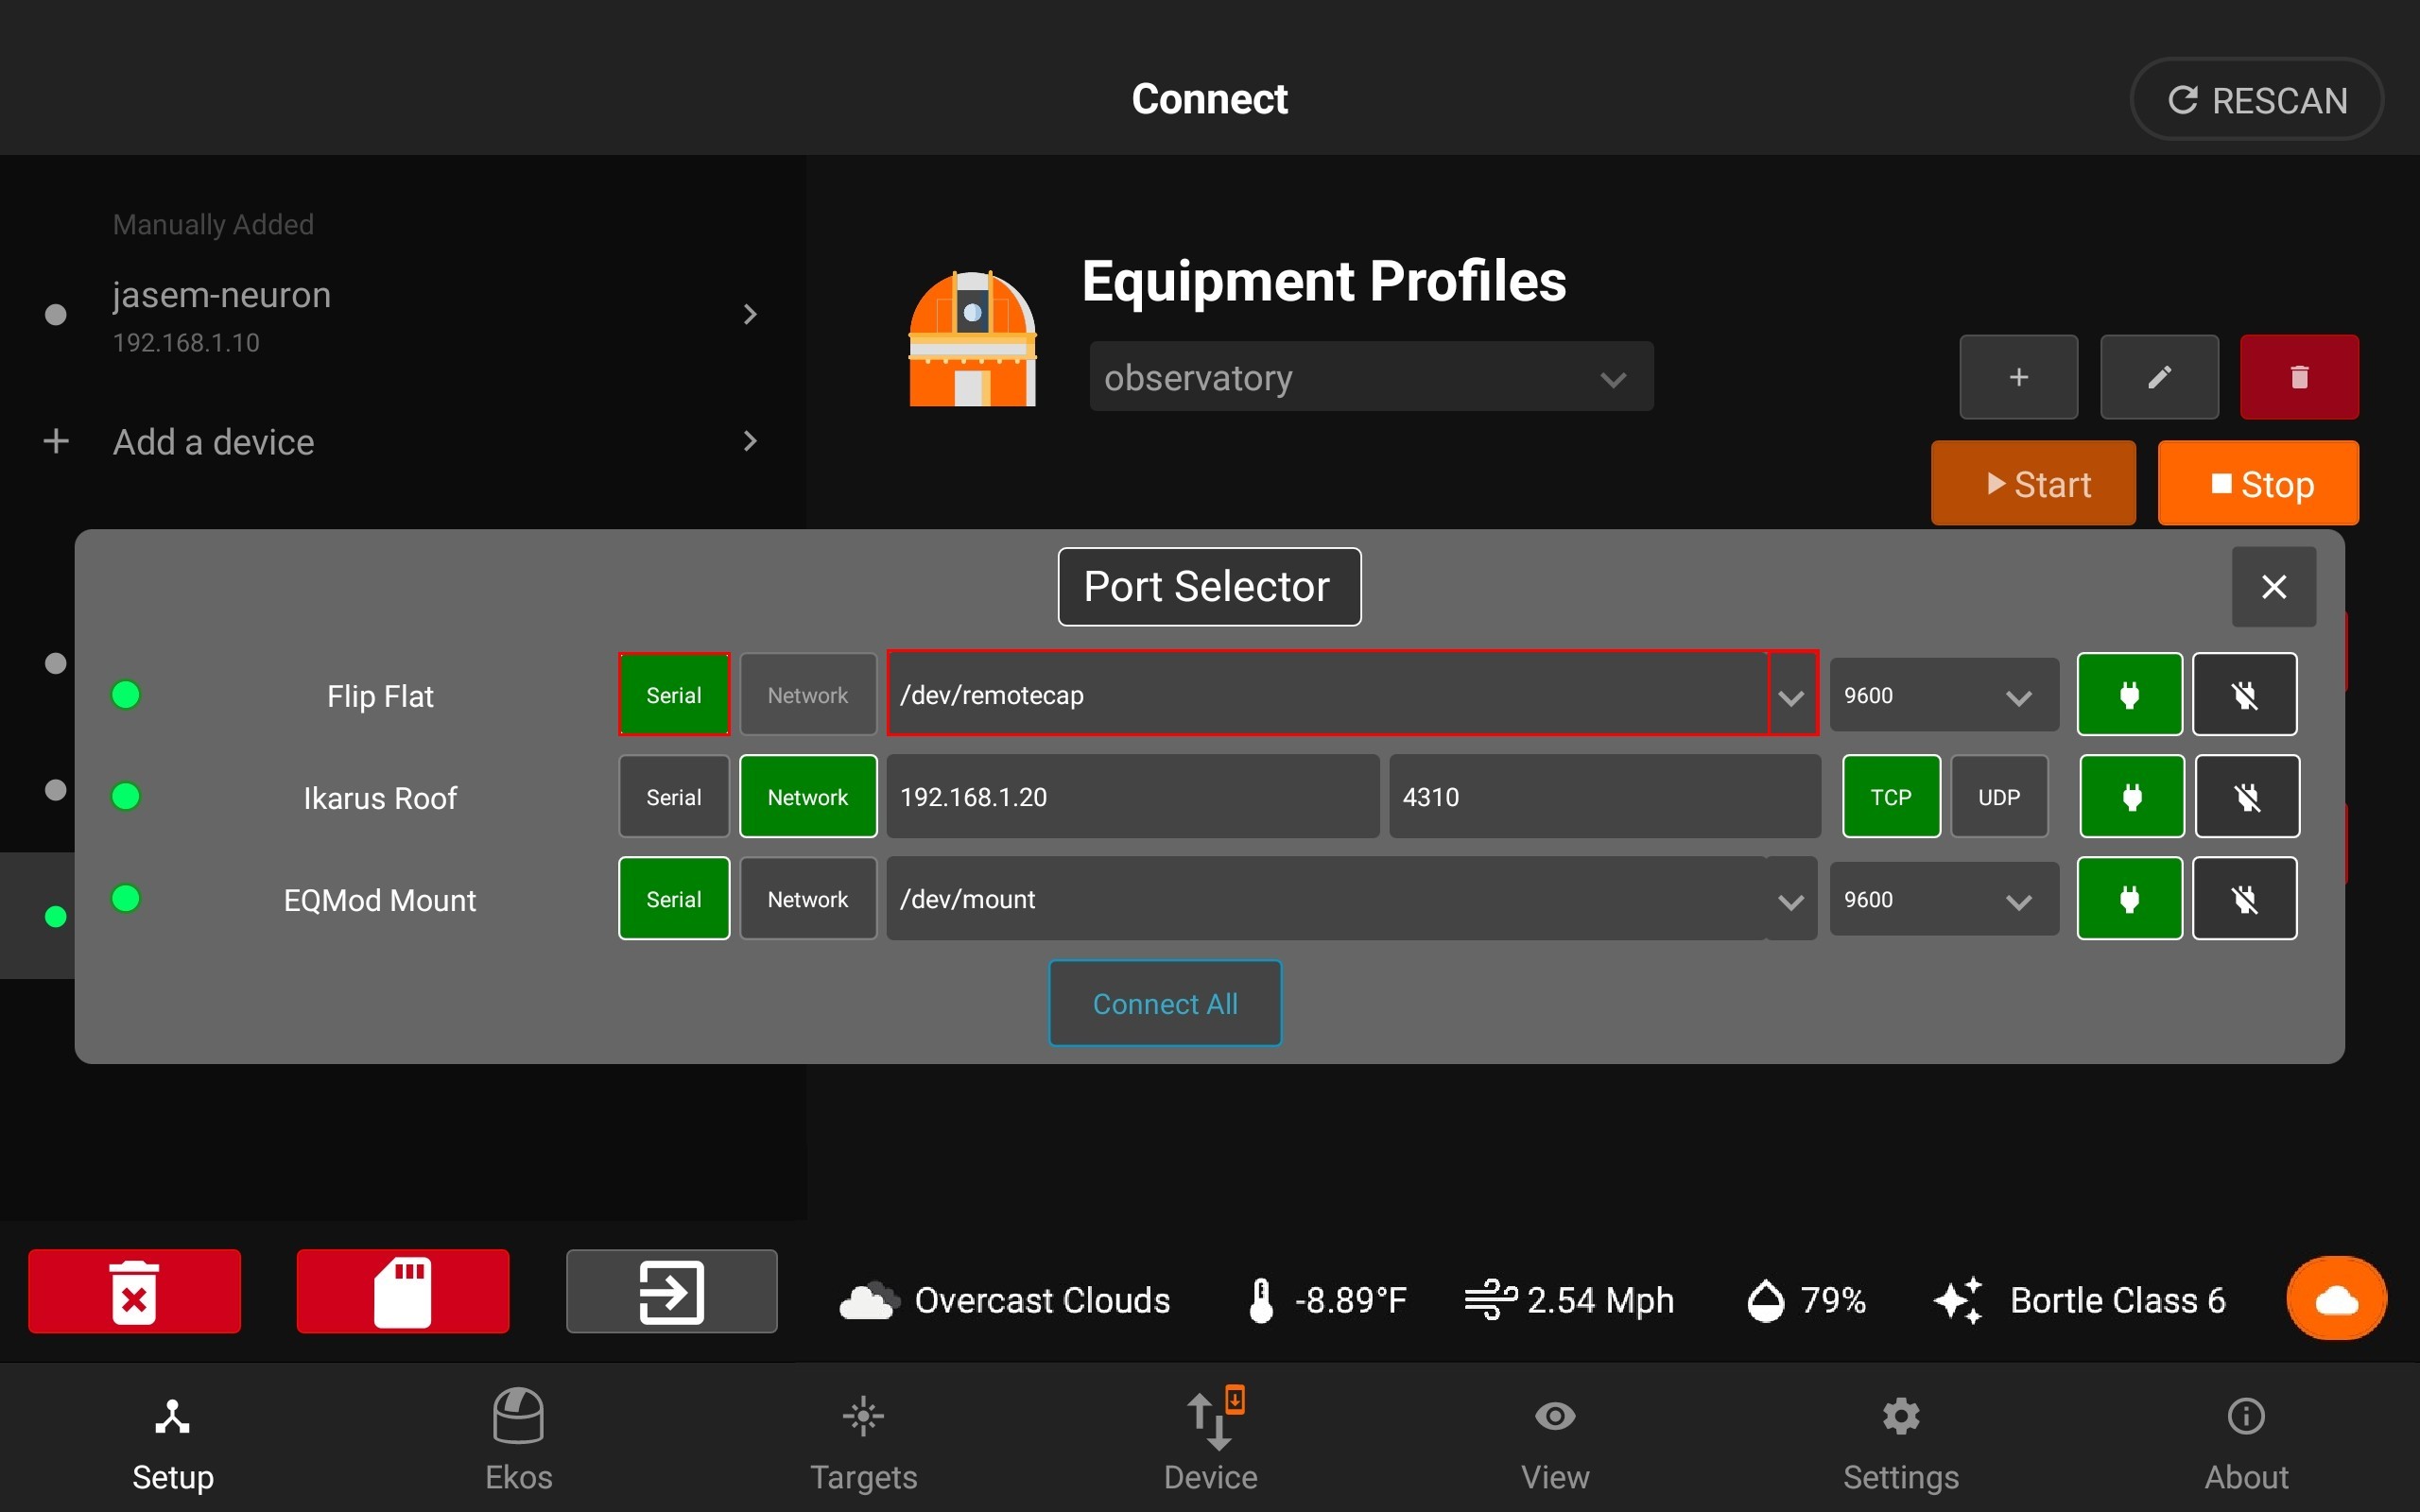 Connect
RESCAN
Manually Added
jasem-neuron
192.168.1.10
Add a device
Equipment Profiles
observatory
Start
Stop
Port Selector
Flip Flat
Serial
Network
/dev/remotecap
9600
Ikarus Roof
Serial
Network
192.168.1.20
4310
TCP
UDP
EQMod Mount
Serial
Network
/dev/mount
9600
Connect All
Overcast Clouds
-8.89°F
2.54 Mph
79%
Bortle Class 6
Setup
Ekos
Targets
Device
View
Settings
About